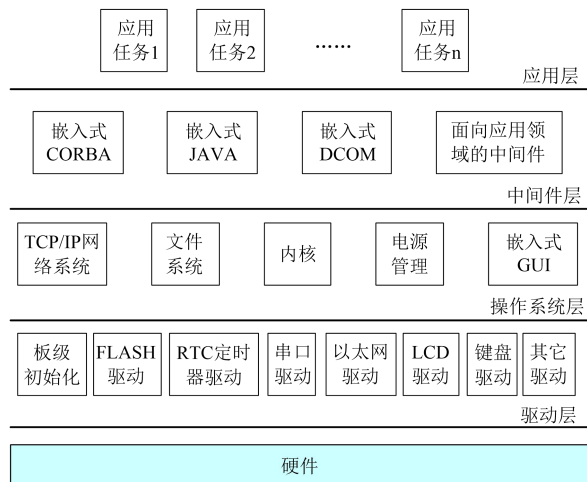 应用 应用 应用
任务1 任务2 …… 任务n
应用层
嵌入式 嵌入式 嵌入式 面向应用领
CORBA JAVA DCOM 域的中间件
中间件层
TCP/IP网 文件 内核 电源 嵌入式
络系统 系统 管理 GUI
操作系统层
板级 FLASH RTC定时 串口 以太网 LCD 键盘 其它
初始化 驱动 器驱动 驱动 驱动 驱动 驱动 驱动
驱动层
硬件